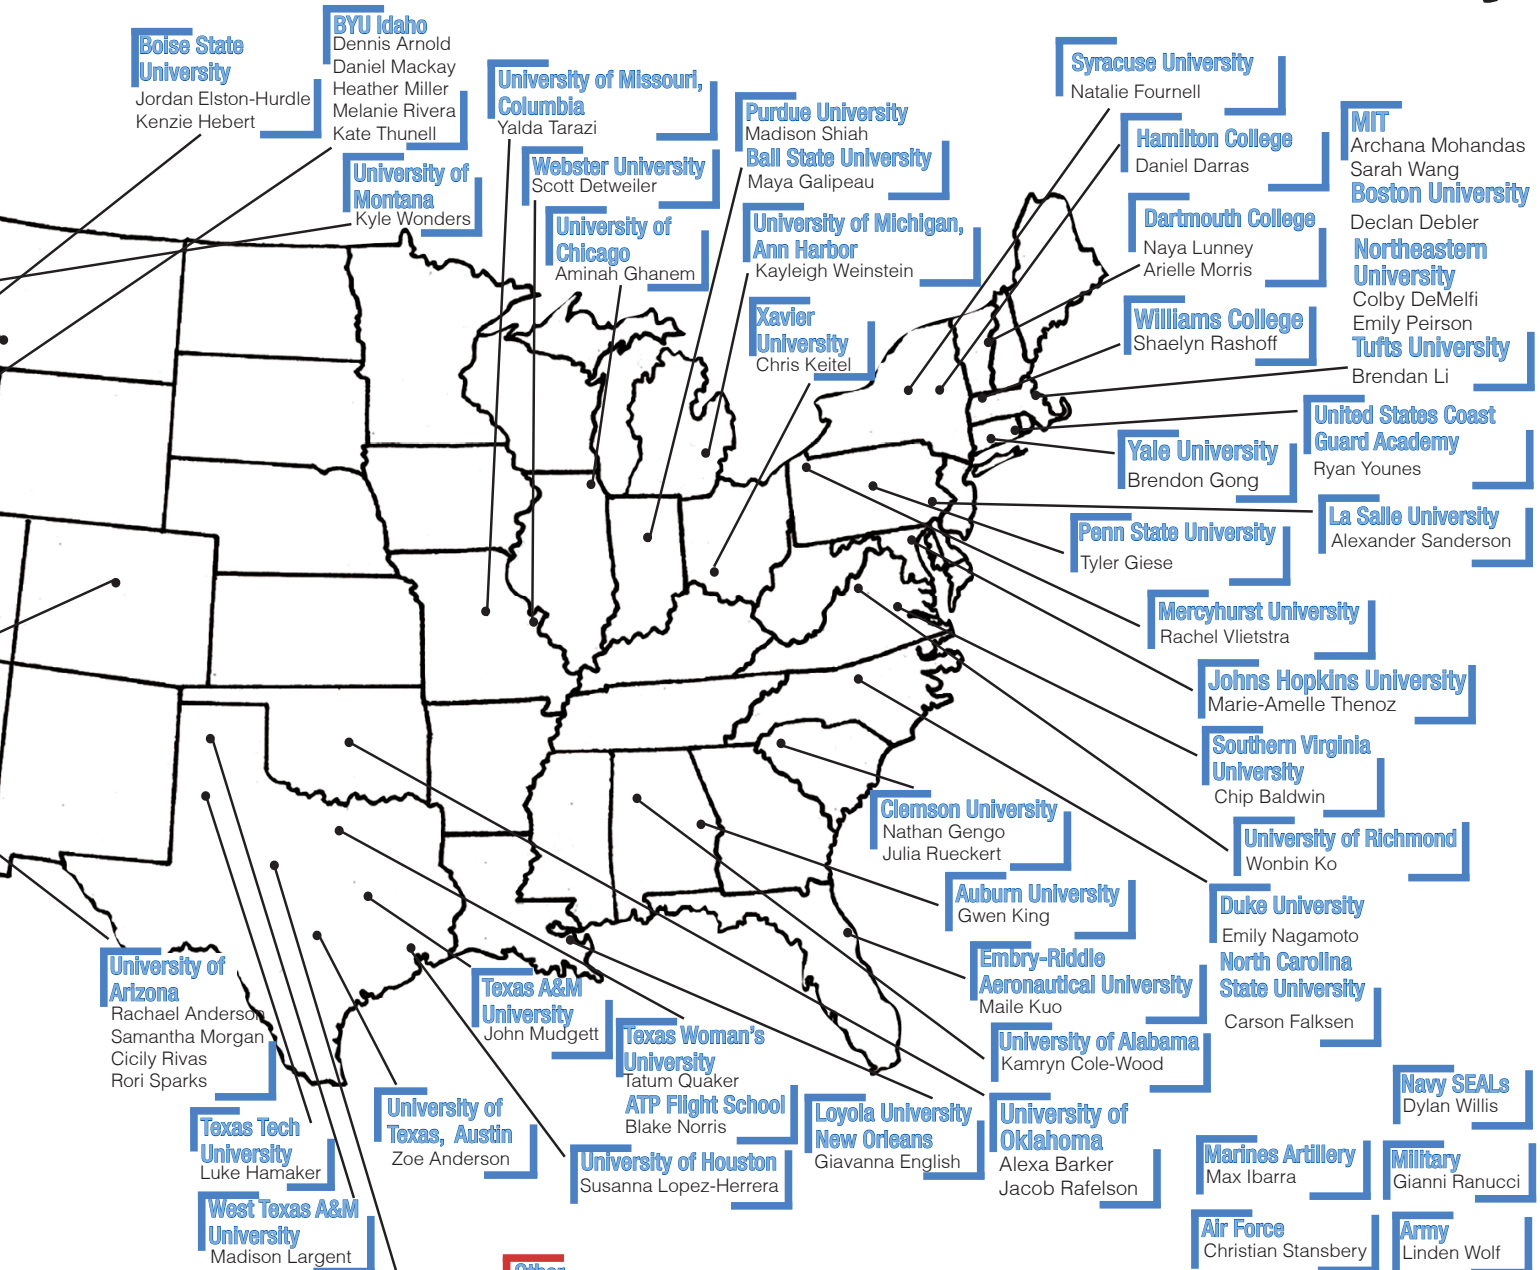 Boise State
University
Jordan Elston-Hurdle
Kenzie Hebert
BYU Idaho
Dennis Arnold
Daniel Mackay
Heather Miller
Melanie Rivera
Kate Thunell
University of
Montana
Kyle Wonders
University of Missouri,
Columbia
Yalda Tarazi
Webster University
Scott Detweiler
University of
Chicago
Aminah Ghanem
Purdue University
Madison Shiah
Ball State University
Maya Galipeau
University of Michigan,
Ann Harbor
Kayleigh Weinstein
Xavier
University
Chris Keitel
Syracuse University
Natalie Fournell
Hamilton College
Daniel Darras
Dartmouth College
Naya Lunney
Arielle Morris
Williams College
Shaelyn Rashoff
MIT
Archana Mohandas
Sarah Wang
Boston University
Declan Debler
Northeastern
University
Colby DeMelfi
Emily Peirson
Tufts University
Brendan Li
United States Coast
Guard Academy
Ryan Younes
Yale University
Brendon Gong
La Salle University
Alexander Sanderson
Penn State University
Tyler Giese
Mercyhurst University
Rachel Vlietstra
Johns Hopkins University
Marie-Amelle Thenoz
Southern Virginia
University
Chip Baldwin
University of Richmond
Wonbin Ko
Clemson University
Nathan Gengo
Julia Rueckert
Auburn University
Gwen King
Duke University
Emily Nagamoto
North Carolina
State University
Carson Falksen
Embry-Riddle
Aeronautical University
Maile Kuo
University of Alabama
Kamryn Cole-Wood
University of
Arizona
Rachael Anderson
Samantha Morgan
Cicily Rivas
Rori Sparks
Texas A&M
University
John Mudgett
Texas Woman's
University
Tatum Quaker
ATP Flight School
Blake Norris
Loyola University
New Orleans
Giavanna English
University of
Oklahoma
Alexa Barker
Jacob Rafelson
Texas Tech
University
Luke Hamaker
University of
Texas, Austin
Zoe Anderson
University of Houston
Susanna Lopez-Herrera
West Texas A&M
University
Madison Largent
Navy SEALs
Dylan Willis
Marines Artillery
Max Ibarra
Military
Gianni Ranucci
Air Force
Christian Stansbery
Army
Linden Wolf
Other